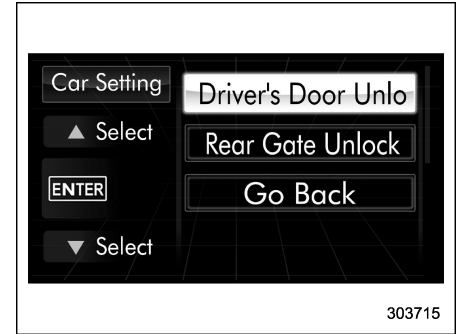 Car Setting
▲ Select
ENTER
▼ Select
Driver's Door Unlo
Rear Gate Unlock
Go Back
303715